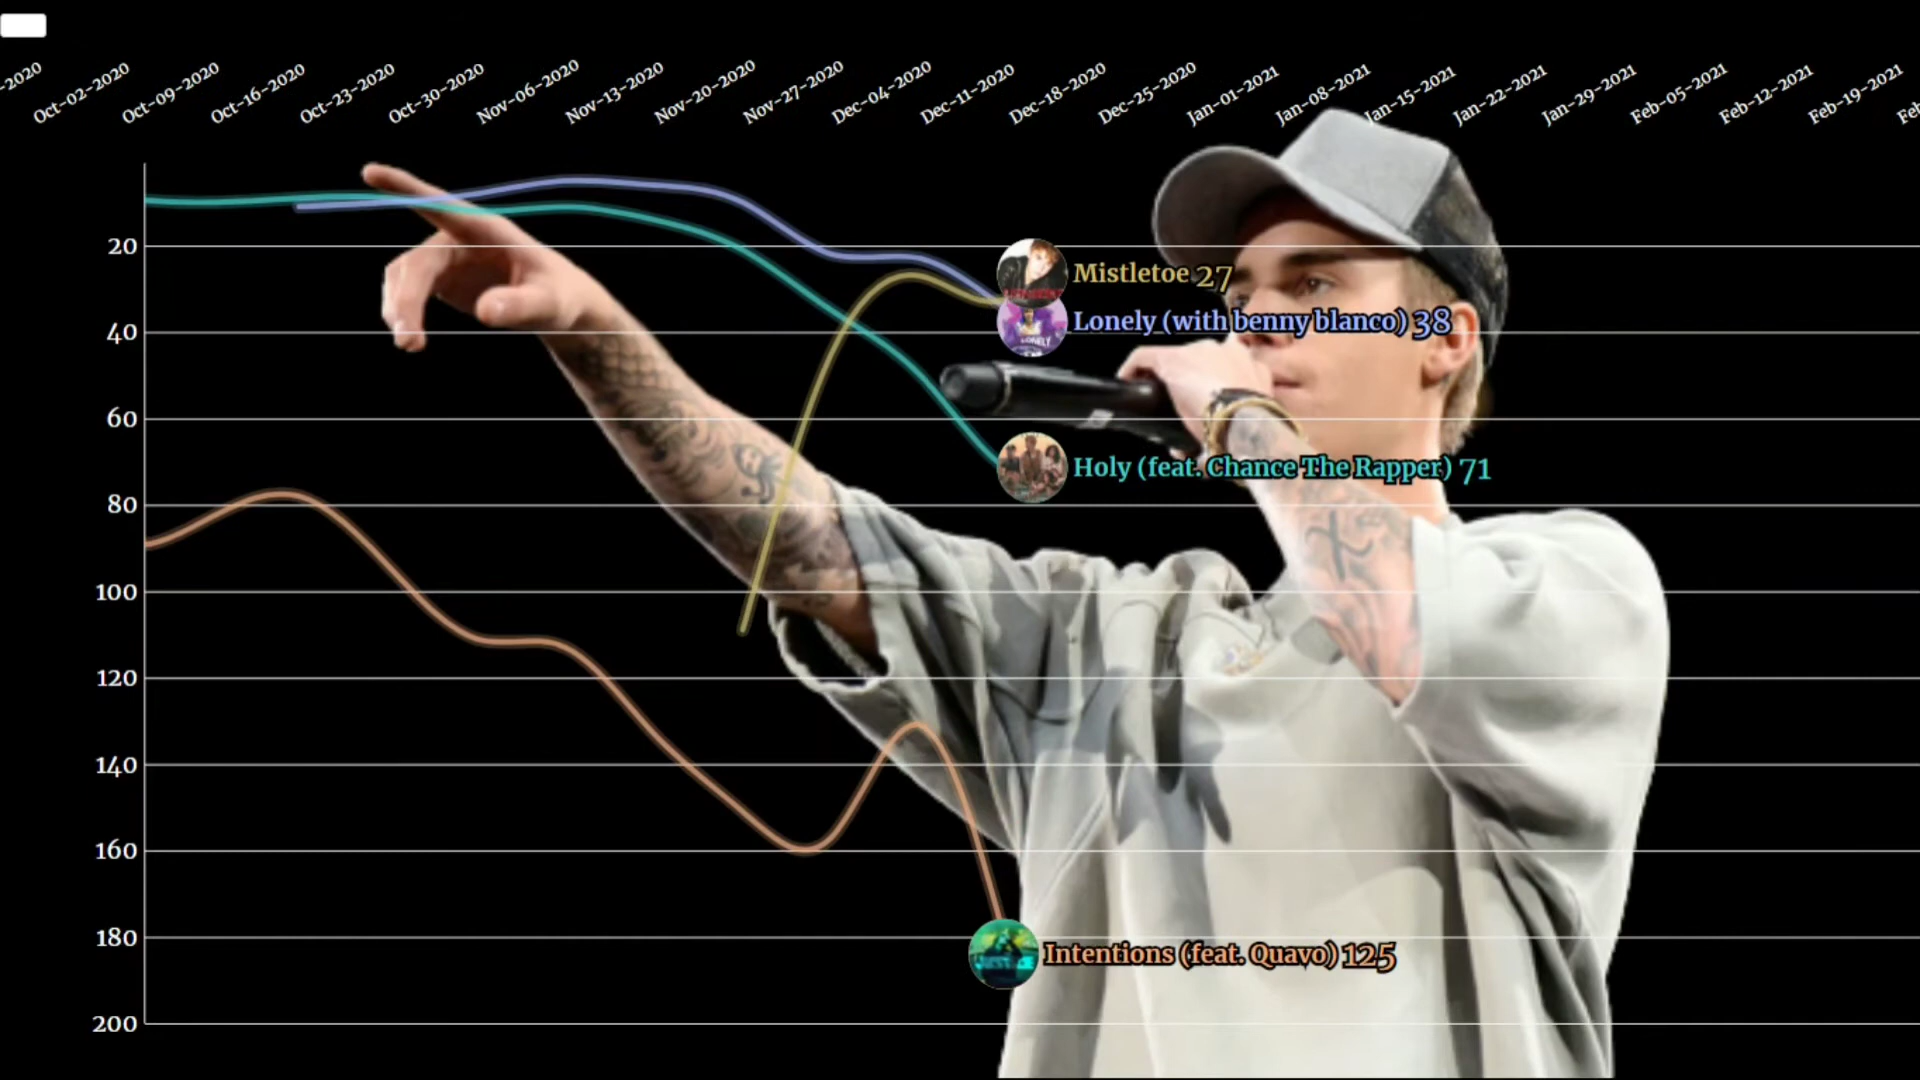 -2020
Oct-02-2020
Oct-09-2020
Oct-16-2020
Oct-23-2020
Oct-30-2020
Nov-06-2020
Nov-13-2020
Nov-20-2020
Nov-27-2020
Dec-04-2020
Dec-11-2020
Dec-18-2020
Dec-25-2020
Jan-01-2021
Jan-08-2021
Jan-15-2021
Jan-22-2021
Jan-29-2021
Feb-05-2021
Feb-12-2021
Feb-19-2021
20
Mistletoe 27
Lonely (with benny blanco) 38
LONELY
40
60
Holy (feat. Chance The Rapper) 71
80
100
120
140
160
180
Intentions (feat. Quavo) 125
200